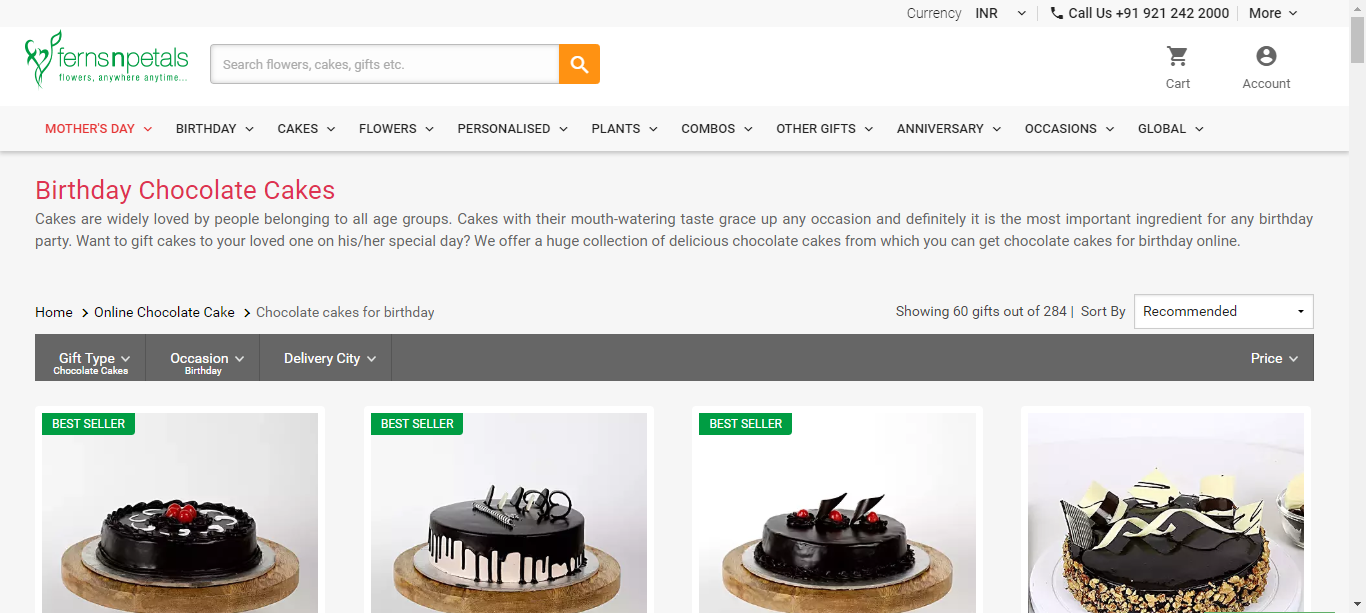 Currency INR Call Us +91 921 242 2000 More
fernsnpetals
flowers, anywhere anytime...
Search flowers, cakes, gifts etc.
Cart Account
MOTHER'S DAY BIRTHDAY CAKES FLOWERS PERSONALISED PLANTS COMBOS OTHER GIFTS ANNIVERSARY OCCASIONS GLOBAL
Birthday Chocolate Cakes
Cakes are widely loved by people belonging to all age groups. Cakes with their mouth-watering taste grace up any occasion and definitely it is the most important ingredient for any birthday
party. Want to gift cakes to your loved one on his/her special day? We offer a huge collection of delicious chocolate cakes from which you can get chocolate cakes for birthday online.
Home Online Chocolate Cake Chocolate cakes for birthday Showing 60 gifts out of 284 | Sort By Recommended
Gift Type Occasion Delivery City Price
Chocolate Cakes Birthday
BEST SELLER BEST SELLER BEST SELLER